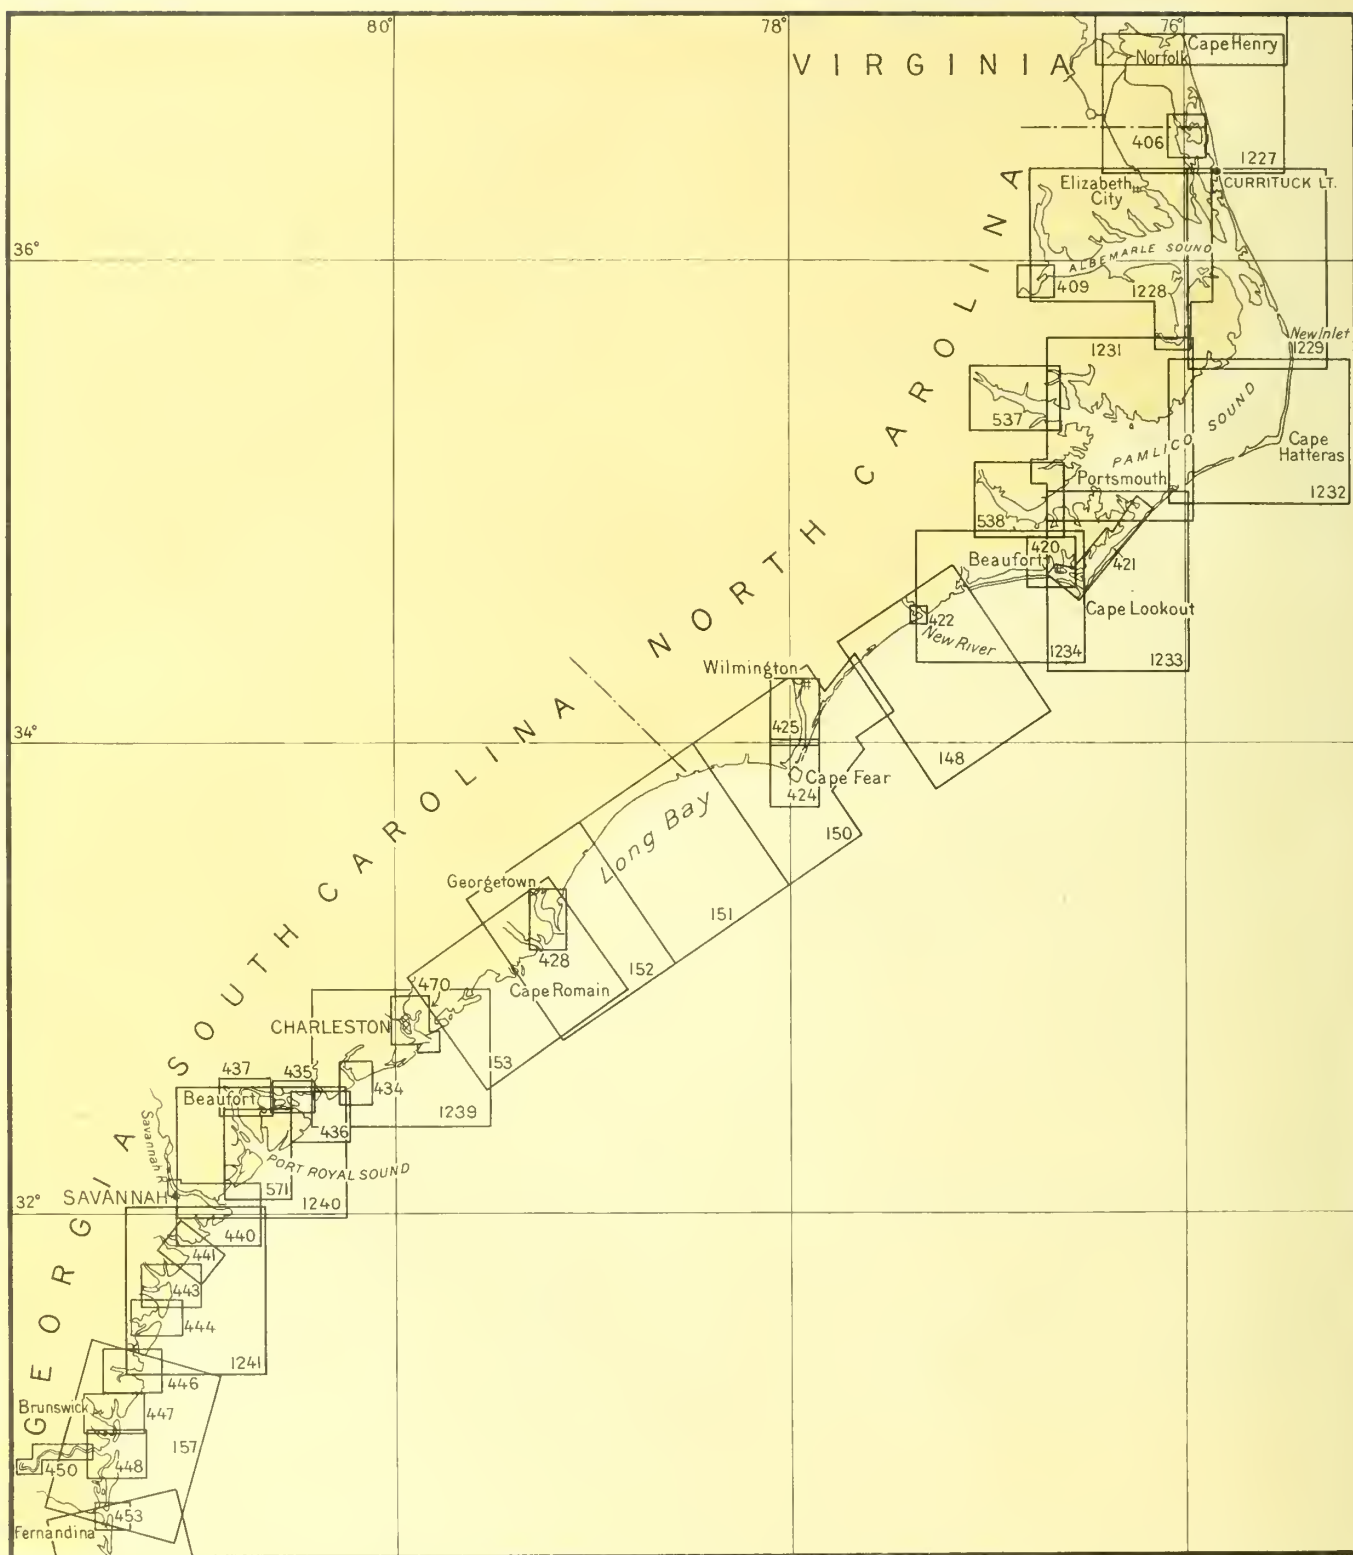 80°
78°
76°
VIRGINIA
Cape Henry
Norfolk
406
1227
CURRITUCK LT.
Elizabeth
City
36°
ALBEMARLE SOUND
409
1228
New Inlet
1229
1231
537
PAMLICO SOUND
Cape
Hatteras
Portsmouth
1232
538
420
Beaufort
421
Cape Lookout
422
New River
1234
1233
NORTH CAROLINA
Wilmington
425
34°
148
Cape Fear
424
150
Long Bay
151
Georgetown
428
152
Cape Romain
470
CHARLESTON
153
SOUTH CAROLINA
437
435
434
Beaufort
1239
436
Savannah R.
PORT ROYAL SOUND
571
SAVANNAH
1240
32°
440
441
443
444
1241
GEORGIA
446
Brunswick
447
157
450
448
453
Fernandina